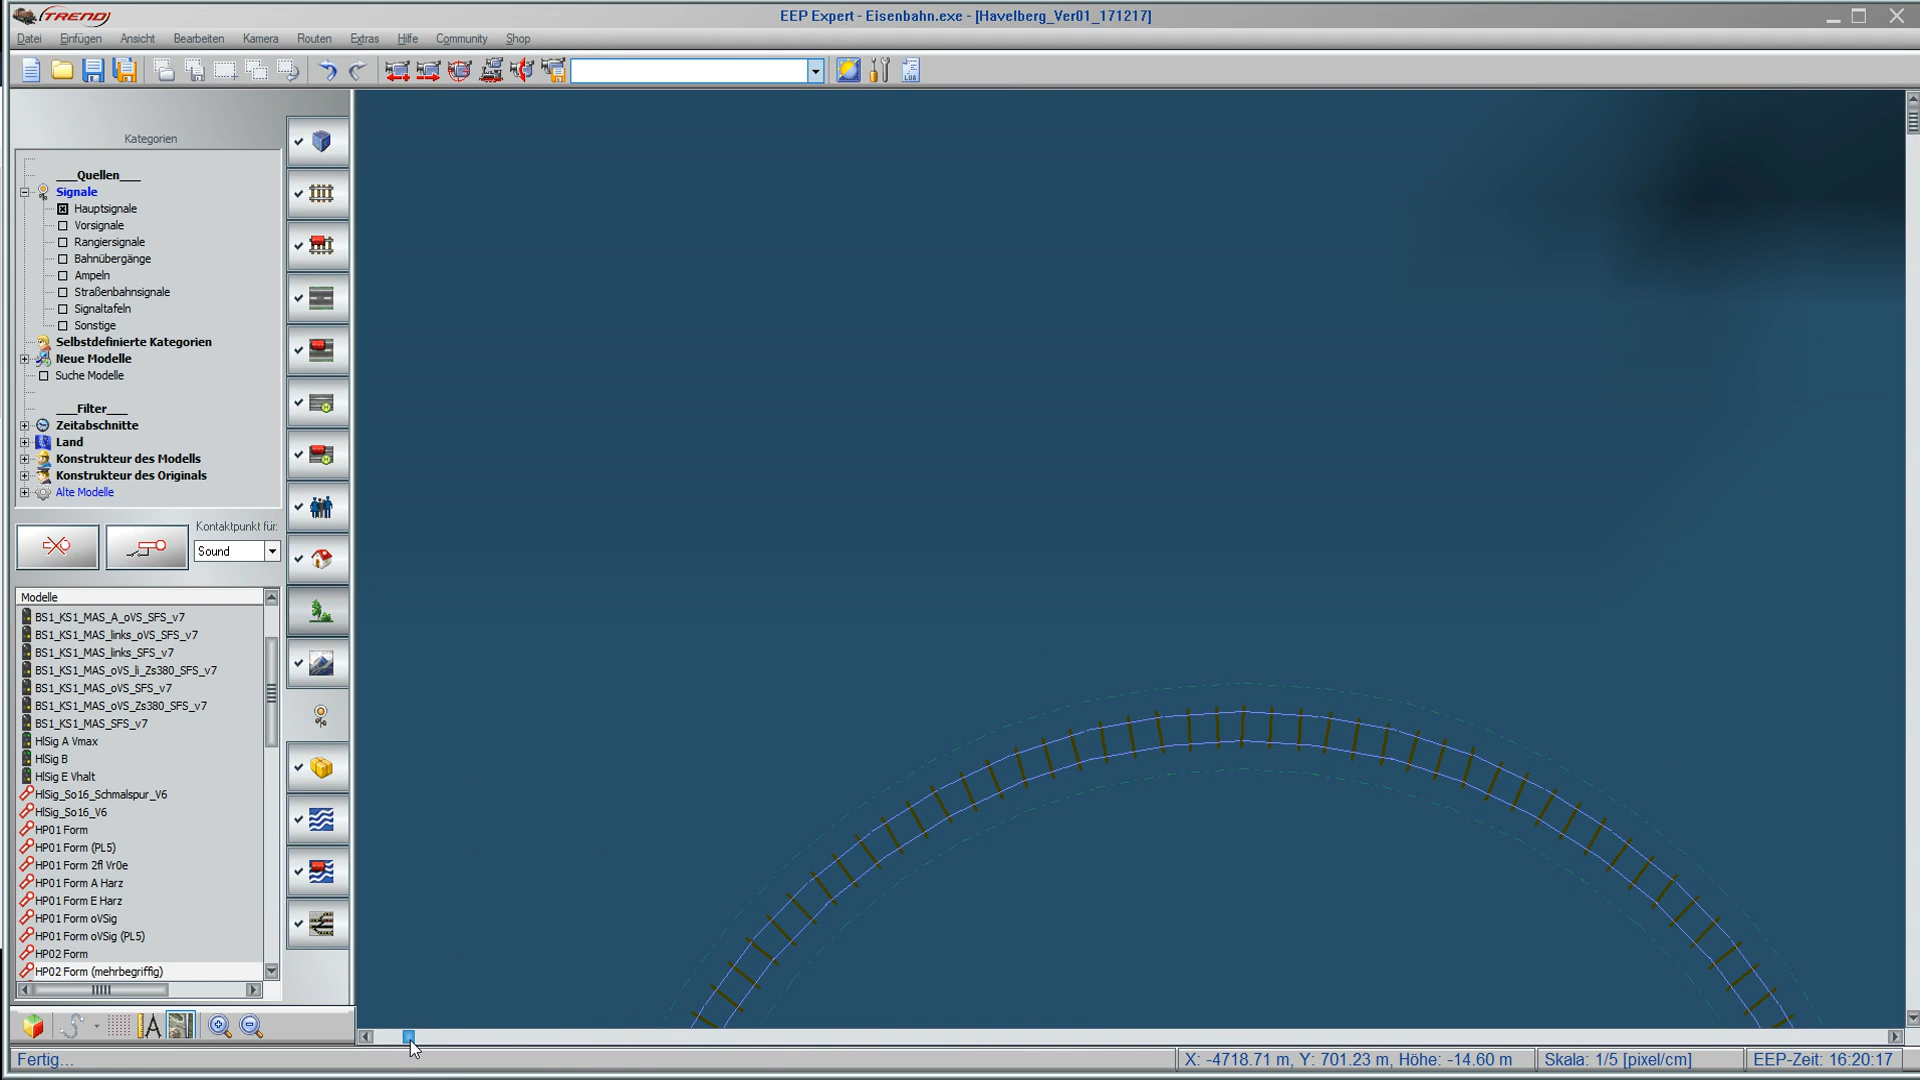 TREND
EEP Expert - Eisenbahn.exe - [Havelberg_Ver01_171217]
Datei Einfügen Ansicht Bearbeiten Kamera Routen Extras Hilfe Community Shop
LUA
Kategorien
___Quellen___
Signale
Hauptsignale
Vorsignale
Rangiersignale
Bahnübergänge
Ampeln
Straßenbahnsignale
Signaltafeln
Sonstige
Selbstdefinierte Kategorien
Neue Modelle
Suche Modelle
___Filter___
Zeitabschnitte
Land
Konstrukteur des Modells
Konstrukteur des Originals
Alte Modelle
Kontaktpunkt für:
Sound
Modelle
BS1_KS1_MAS_A_oVS_SFS_v7
BS1_KS1_MAS_links_oVS_SFS_v7
BS1_KS1_MAS_links_SFS_v7
BS1_KS1_MAS_oVS_li_Zs380_SFS_v7
BS1_KS1_MAS_oVS_SFS_v7
BS1_KS1_MAS_oVS_Zs380_SFS_v7
BS1_KS1_MAS_SFS_v7
HlSig A Vmax
HlSig B
HlSig E Vhalt
HlSig_So16_Schmalspur_V6
HlSig_So16_V6
HP01 Form
HP01 Form (PL5)
HP01 Form 2fl Vr0e
HP01 Form A Harz
HP01 Form E Harz
HP01 Form oVSig
HP01 Form oVSig (PL5)
HP02 Form
HP02 Form (mehrbegriffig)
Fertig...
X: -4718.71 m, Y: 701.23 m, Höhe: -14.60 m
Skala: 1/5 [pixel/cm]
EEP-Zeit: 16:20:17